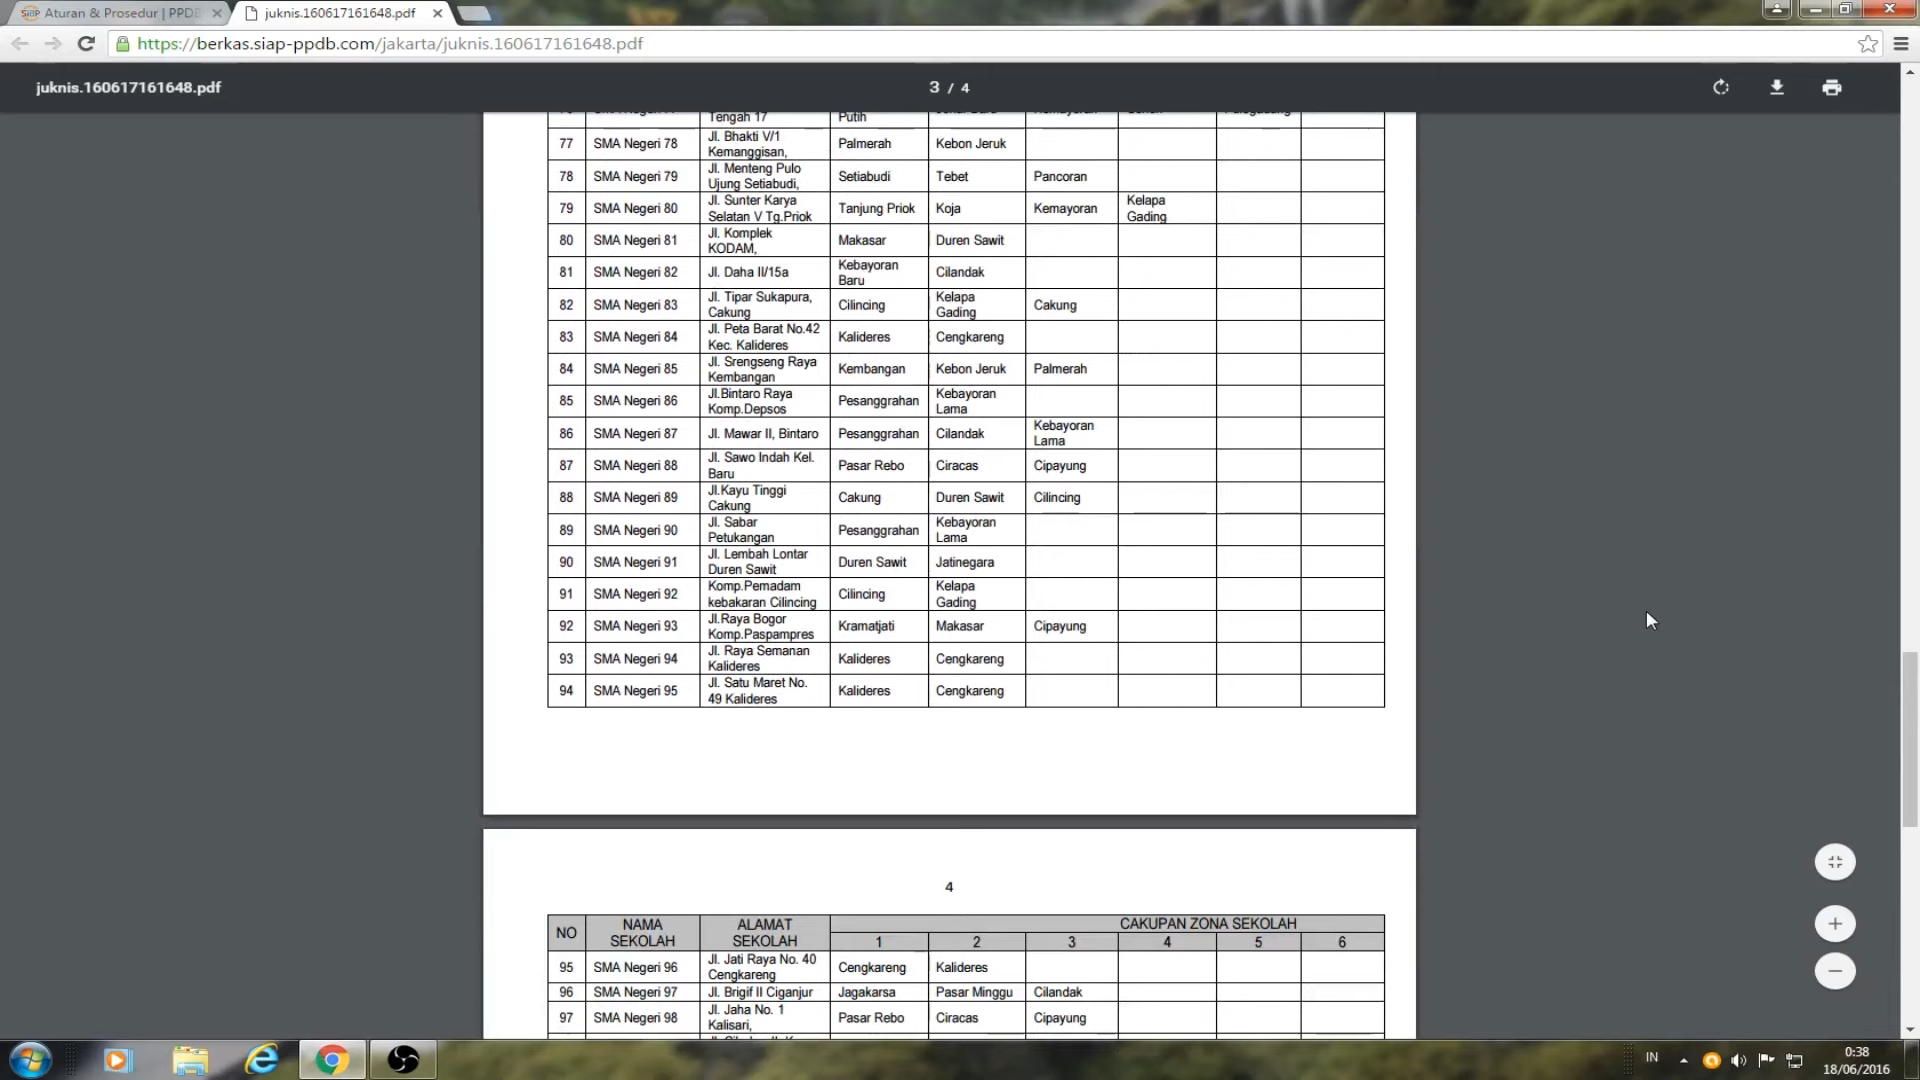 Aturan & Prosedur | PPDB
juknis.160617161648.pdf
https://berkas.siap-ppdb.com/jakarta/juknis.160617161648.pdf
juknis.160617161648.pdf
3 / 4
Tengah 17 Putih
77 SMA Negeri 78 Jl. Bhakti V/1 Kemanggisan, Palmerah Kebon Jeruk
78 SMA Negeri 79 Jl. Menteng Pulo Ujung Setiabudi, Setiabudi Tebet Pancoran
79 SMA Negeri 80 Jl. Sunter Karya Selatan V Tg.Priok Tanjung Priok Koja Kemayoran Kelapa Gading
80 SMA Negeri 81 Jl. Komplek KODAM, Makasar Duren Sawit
81 SMA Negeri 82 Jl. Daha II/15a Kebayoran Baru Cilandak
82 SMA Negeri 83 Jl. Tipar Sukapura, Cakung Cilincing Kelapa Gading Cakung
83 SMA Negeri 84 Jl. Peta Barat No.42 Kec. Kalideres Kalideres Cengkareng
84 SMA Negeri 85 Jl. Srengseng Raya Kembangan Kembangan Kebon Jeruk Palmerah
85 SMA Negeri 86 Jl.Bintaro Raya Komp.Depsos Pesanggrahan Kebayoran Lama
86 SMA Negeri 87 Jl. Mawar II, Bintaro Pesanggrahan Cilandak Kebayoran Lama
87 SMA Negeri 88 Jl. Sawo Indah Kel. Baru Pasar Rebo Ciracas Cipayung
88 SMA Negeri 89 Jl.Kayu Tinggi Cakung Cakung Duren Sawit Cilincing
89 SMA Negeri 90 Jl. Sabar Petukangan Pesanggrahan Kebayoran Lama
90 SMA Negeri 91 Jl. Lembah Lontar Duren Sawit Duren Sawit Jatinegara
91 SMA Negeri 92 Komp.Pemadam kebakaran Cilincing Cilincing Kelapa Gading
92 SMA Negeri 93 Jl.Raya Bogor Komp.Paspampres Kramatjati Makasar Cipayung
93 SMA Negeri 94 Jl. Raya Semanan Kalideres Kalideres Cengkareng
94 SMA Negeri 95 Jl. Satu Maret No. 49 Kalideres Kalideres Cengkareng
4
NO NAMA SEKOLAH ALAMAT SEKOLAH CAKUPAN ZONA SEKOLAH
1 2 3 4 5 6
95 SMA Negeri 96 Jl. Jati Raya No. 40 Cengkareng Cengkareng Kalideres
96 SMA Negeri 97 Jl. Brigif II Ciganjur Jagakarsa Pasar Minggu Cilandak
97 SMA Negeri 98 Jl. Jaha No. 1 Kalisari, Pasar Rebo Ciracas Cipayung
IN
0:38
18/06/2016